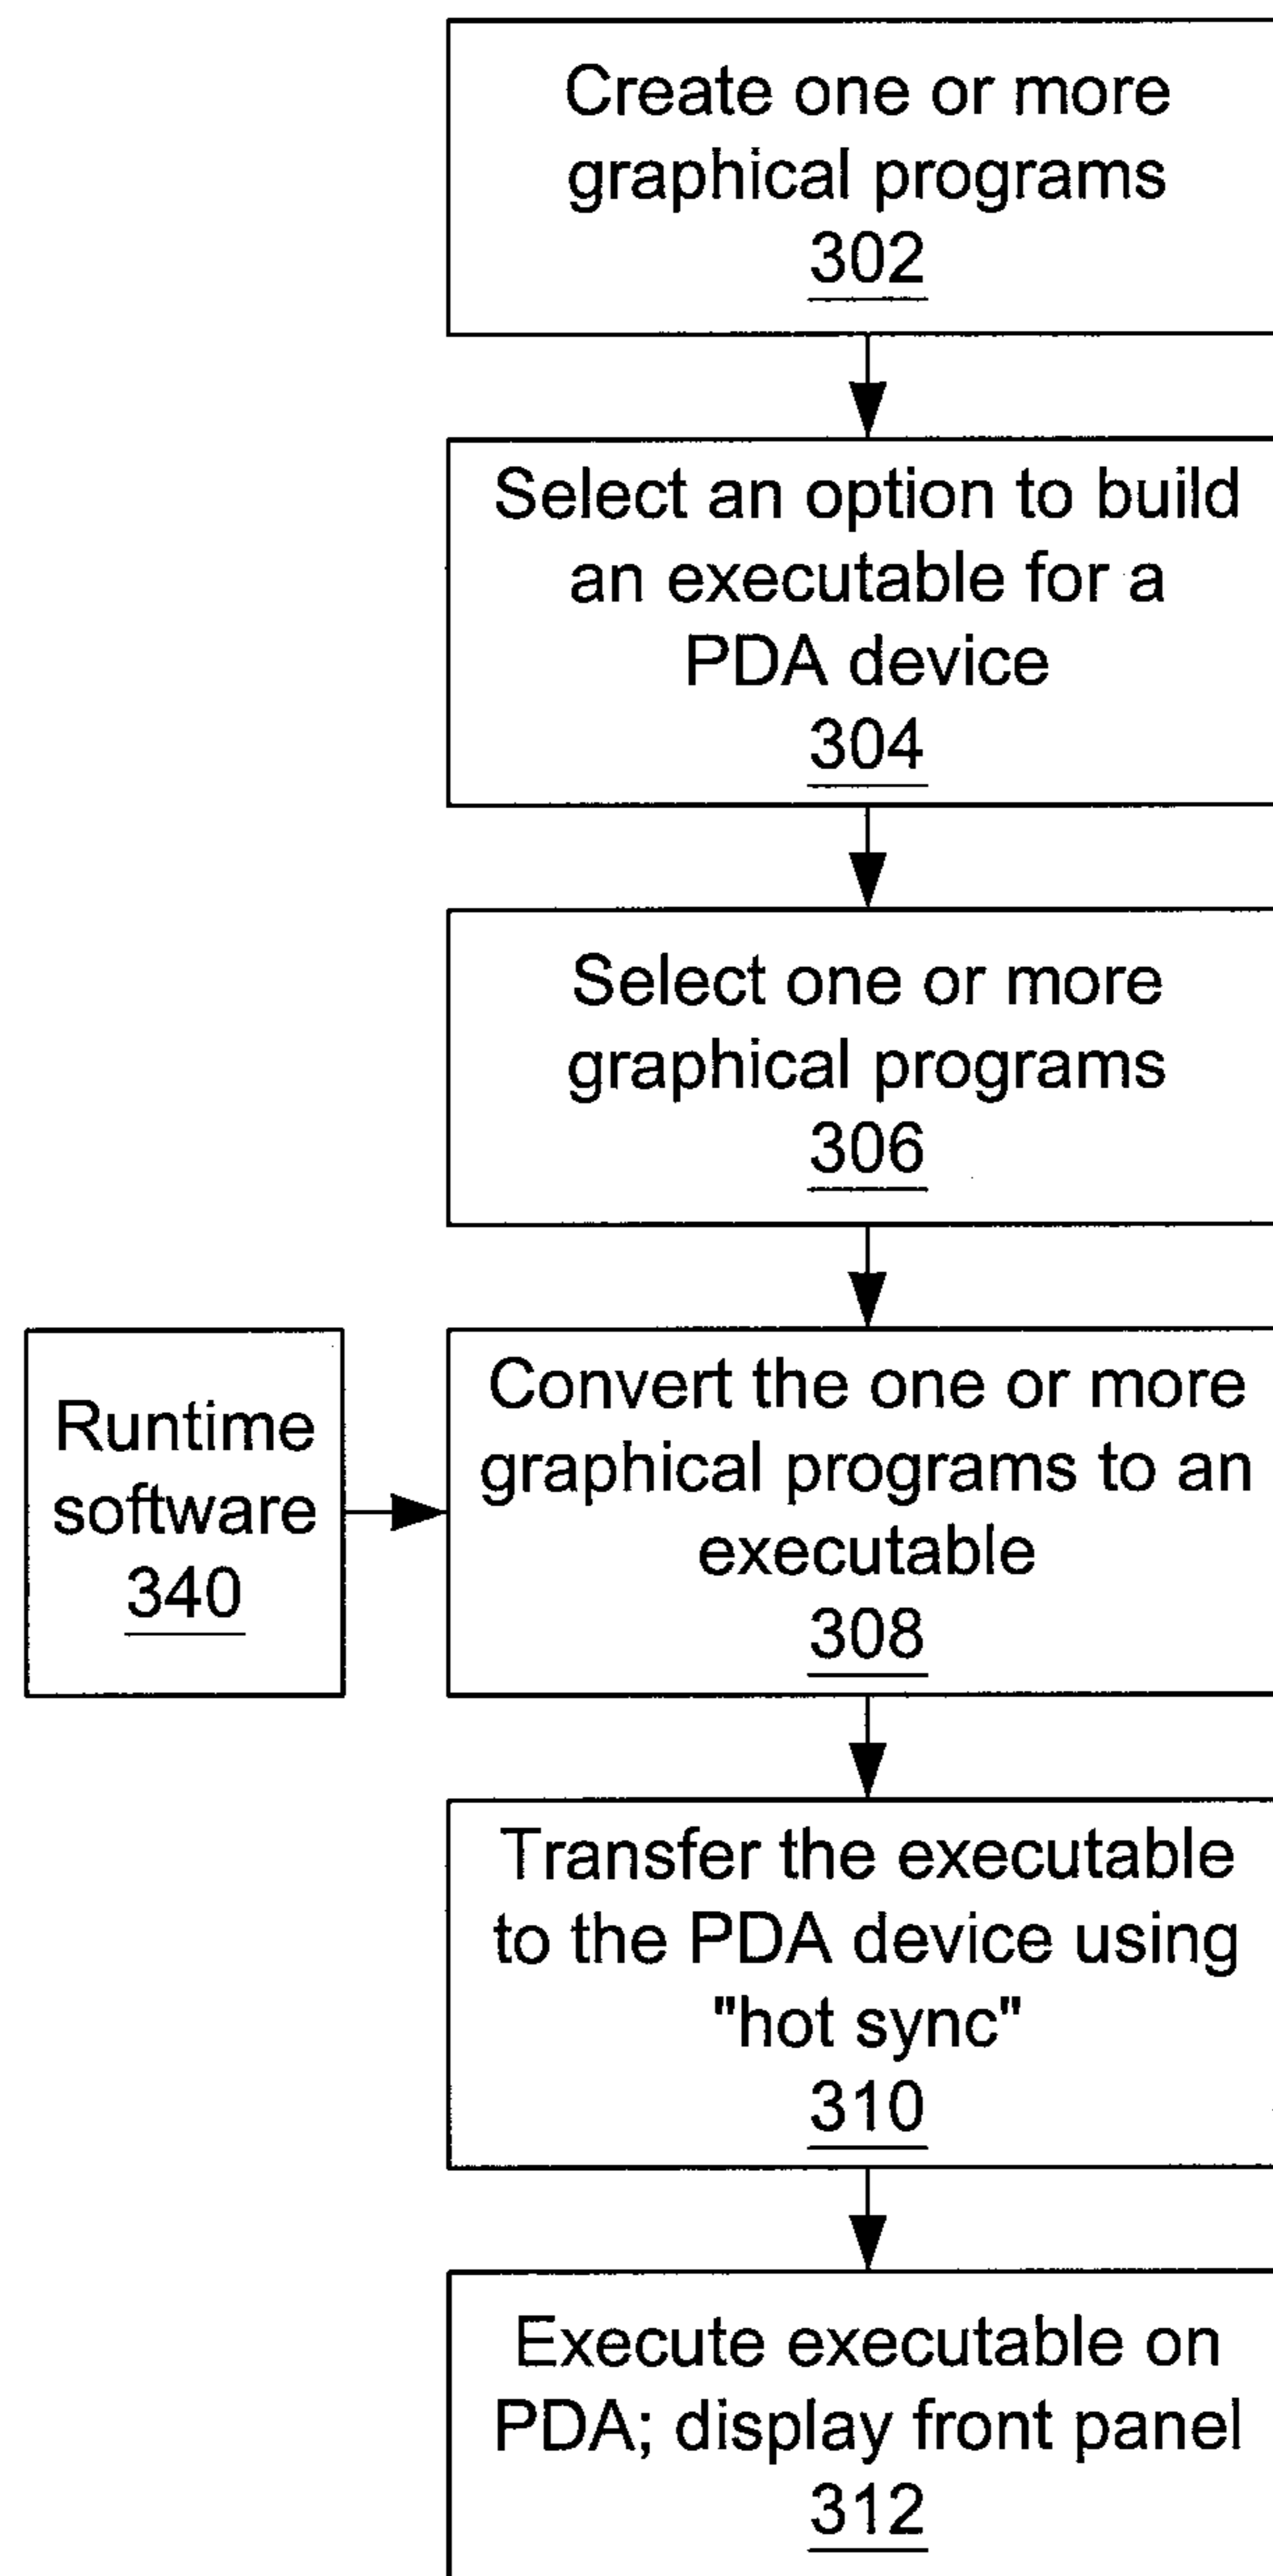 Create one or more
graphical programs
302
Select an option to build
an executable for a
PDA device
304
Select one or more
graphical programs
306
Runtime
software
340
Convert the one or more
graphical programs to an
executable
308
Transfer the executable
to the PDA device using
"hot sync"
310
Execute executable on
PDA; display front panel
312